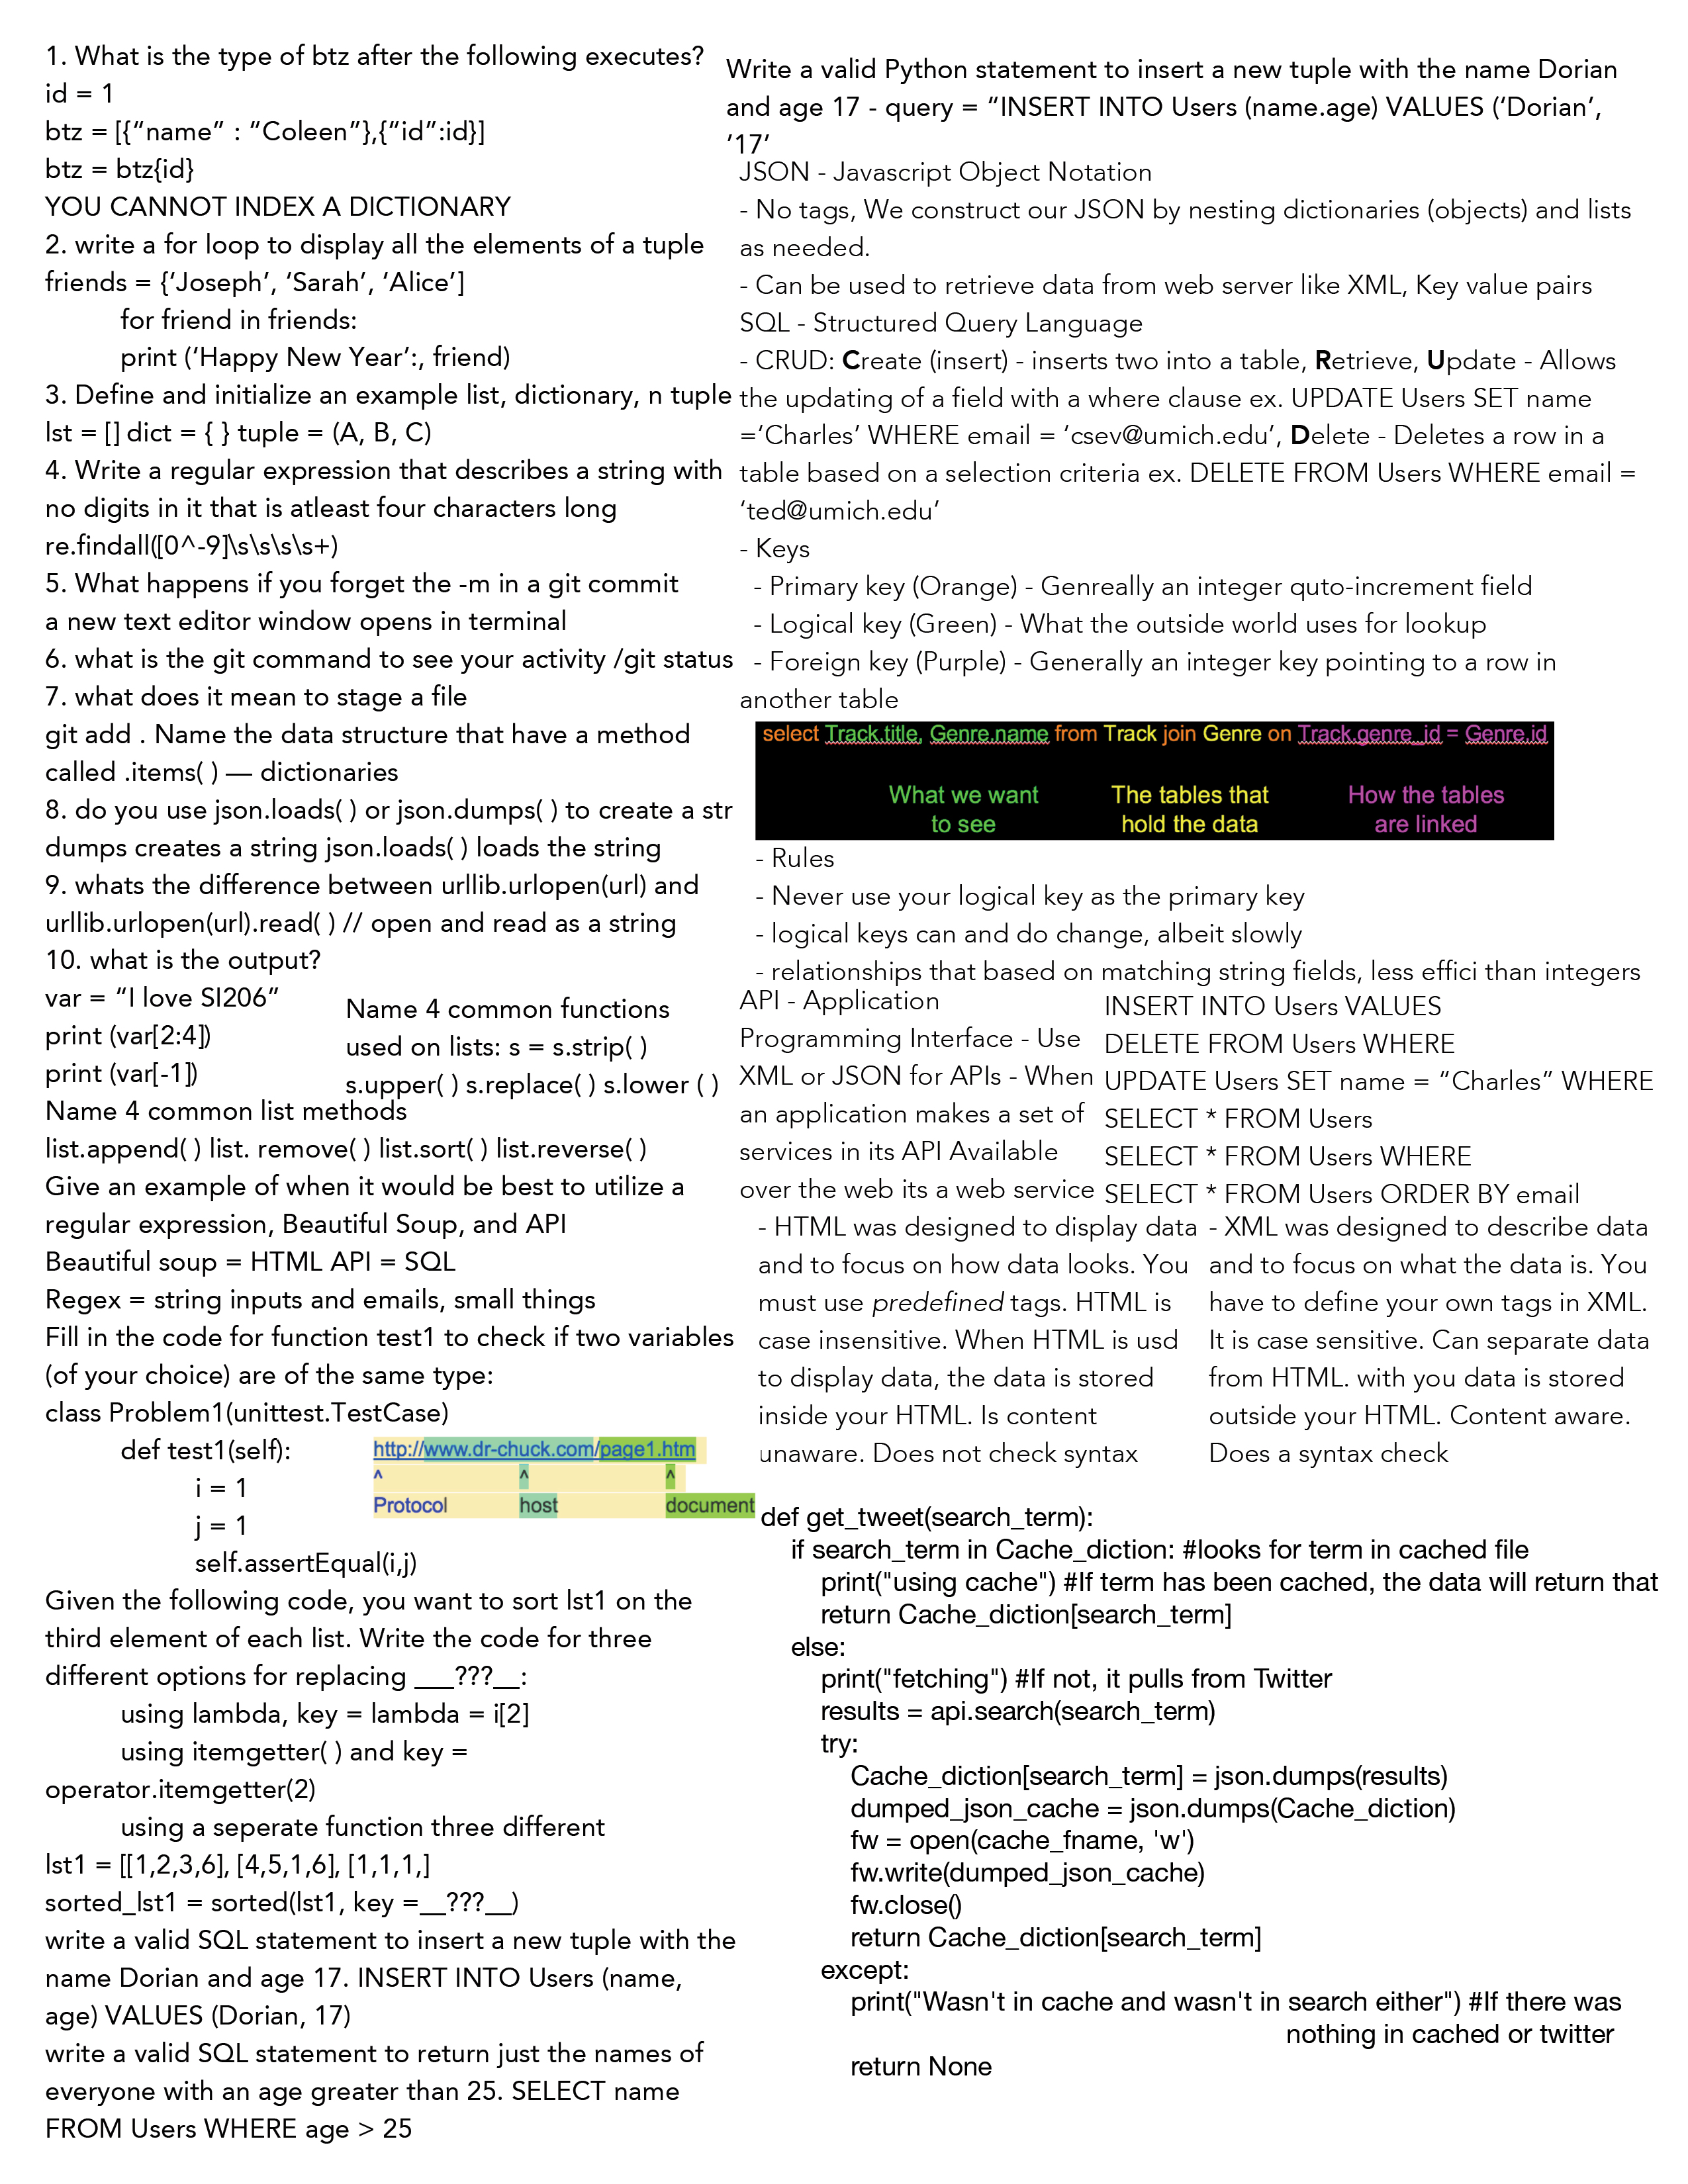 1. What is the type of btz after the following executes?
id = 1
btz = [{“name” : “Coleen”},{“id”:id}]
btz = btz{id}
YOU CANNOT INDEX A DICTIONARY
2. write a for loop to display all the elements of a tuple
friends = {‘Joseph’, ‘Sarah’, ‘Alice’]
for friend in friends:
print (‘Happy New Year’:, friend)
3. Define and initialize an example list, dictionary, n tuple
lst = [] dict = { } tuple = (A, B, C)
4. Write a regular expression that describes a string with
no digits in it that is atleast four characters long
re.findall([0^-9]\s\s\s\s+)
5. What happens if you forget the -m in a git commit
a new text editor window opens in terminal
6. what is the git command to see your activity /git status
7. what does it mean to stage a file
git add . Name the data structure that have a method
called .items( ) — dictionaries
8. do you use json.loads( ) or json.dumps( ) to create a str
dumps creates a string json.loads( ) loads the string
9. whats the difference between urllib.urlopen(url) and
urllib.urlopen(url).read( ) // open and read as a string
10. what is the output?
var = “I love SI206”
print (var[2:4])
print (var[-1])
Name 4 common functions
used on lists: s = s.strip( )
s.upper( ) s.replace( ) s.lower ( )
Name 4 common list methods
list.append( ) list. remove( ) list.sort( ) list.reverse( )
Give an example of when it would be best to utilize a
regular expression, Beautiful Soup, and API
Beautiful soup = HTML API = SQL
Regex = string inputs and emails, small things
Fill in the code for function test1 to check if two variables
(of your choice) are of the same type:
class Problem1(unittest.TestCase)
def test1(self):
i = 1
j = 1
self.assertEqual(i,j)
http://www.dr-chuck.com/page1.htm
^ ^ ^
Protocol host document
Given the following code, you want to sort lst1 on the
third element of each list. Write the code for three
different options for replacing ___???__:
using lambda, key = lambda = i[2]
using itemgetter( ) and key =
operator.itemgetter(2)
using a seperate function three different
lst1 = [[1,2,3,6], [4,5,1,6], [1,1,1,]
sorted_lst1 = sorted(lst1, key =__???__)
write a valid SQL statement to insert a new tuple with the
name Dorian and age 17. INSERT INTO Users (name,
age) VALUES (Dorian, 17)
write a valid SQL statement to return just the names of
everyone with an age greater than 25. SELECT name
FROM Users WHERE age > 25
Write a valid Python statement to insert a new tuple with the name Dorian
and age 17 - query = “INSERT INTO Users (name.age) VALUES (‘Dorian’,
’17’
JSON - Javascript Object Notation
- No tags, We construct our JSON by nesting dictionaries (objects) and lists
as needed.
- Can be used to retrieve data from web server like XML, Key value pairs
SQL - Structured Query Language
- CRUD: Create (insert) - inserts two into a table, Retrieve, Update - Allows
the updating of a field with a where clause ex. UPDATE Users SET name
=‘Charles’ WHERE email = ‘csev@umich.edu’, Delete - Deletes a row in a
table based on a selection criteria ex. DELETE FROM Users WHERE email =
‘ted@umich.edu’
- Keys
- Primary key (Orange) - Genreally an integer quto-increment field
- Logical key (Green) - What the outside world uses for lookup
- Foreign key (Purple) - Generally an integer key pointing to a row in
another table
select Track.title, Genre.name from Track join Genre on Track.genre_id = Genre.id
What we want The tables that How the tables
to see hold the data are linked
- Rules
- Never use your logical key as the primary key
- logical keys can and do change, albeit slowly
- relationships that based on matching string fields, less effici than integers
API - Application
Programming Interface - Use
XML or JSON for APIs - When
an application makes a set of
services in its API Available
over the web its a web service
INSERT INTO Users VALUES
DELETE FROM Users WHERE
UPDATE Users SET name = “Charles” WHERE
SELECT * FROM Users
SELECT * FROM Users WHERE
SELECT * FROM Users ORDER BY email
- HTML was designed to display data
and to focus on how data looks. You
must use predefined tags. HTML is
case insensitive. When HTML is usd
to display data, the data is stored
inside your HTML. Is content
unaware. Does not check syntax
- XML was designed to describe data
and to focus on what the data is. You
have to define your own tags in XML.
It is case sensitive. Can separate data
from HTML. with you data is stored
outside your HTML. Content aware.
Does a syntax check
def get_tweet(search_term):
if search_term in Cache_diction: #looks for term in cached file
print("using cache") #If term has been cached, the data will return that
return Cache_diction[search_term]
else:
print("fetching") #If not, it pulls from Twitter
results = api.search(search_term)
try:
Cache_diction[search_term] = json.dumps(results)
dumped_json_cache = json.dumps(Cache_diction)
fw = open(cache_fname, 'w')
fw.write(dumped_json_cache)
fw.close()
return Cache_diction[search_term]
except:
print("Wasn't in cache and wasn't in search either") #If there was
nothing in cached or twitter
return None